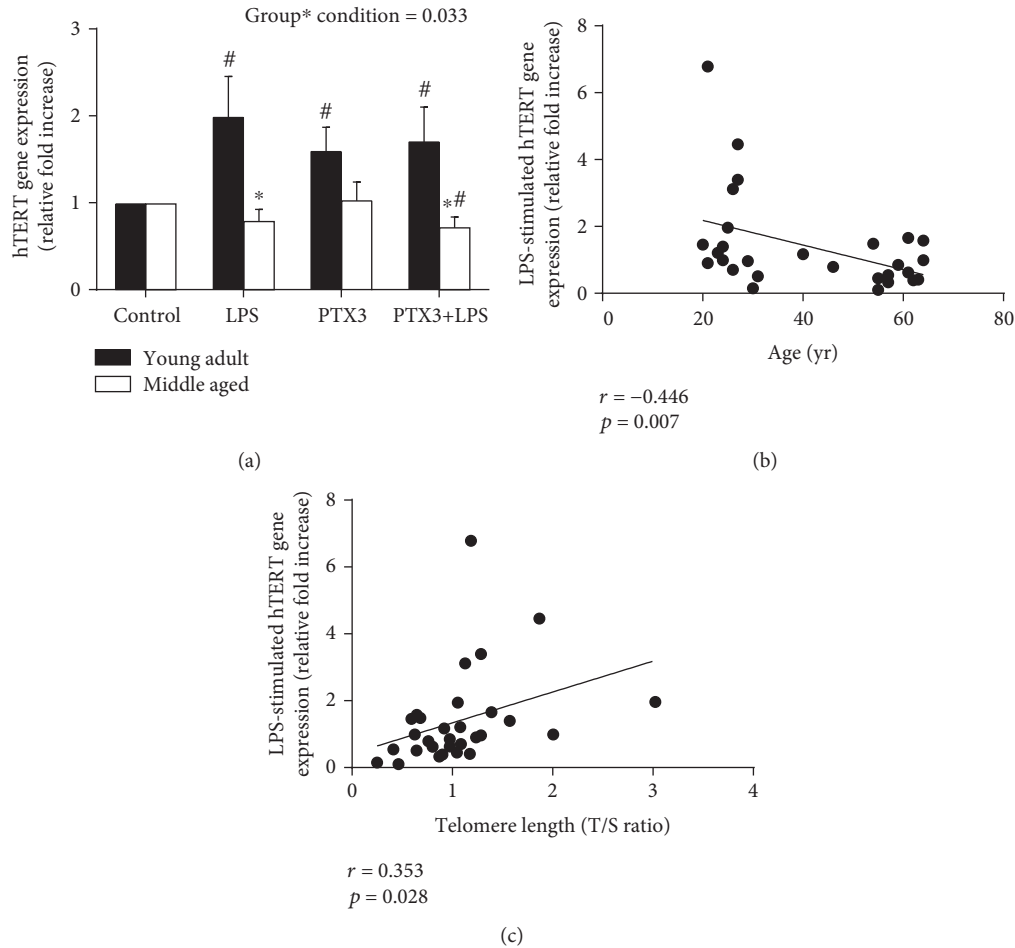 Group* condition = 0.033
3
2
1
0
hTERT gene expression
(relative fold increase)
#
*
#
#
*#
Control
LPS
PTX3
PTX3+LPS
Young adult
Middle aged
(a)
8
6
4
2
0
LPS-stimulated hTERT gene
expression (relative fold increase)
0
20
40
60
80
Age (yr)
r = −0.446
p = 0.007
(b)
8
6
4
2
0
LPS-stimulated hTERT gene
expression (relative fold increase)
0
1
2
3
4
Telomere length (T/S ratio)
r = 0.353
p = 0.028
(c)